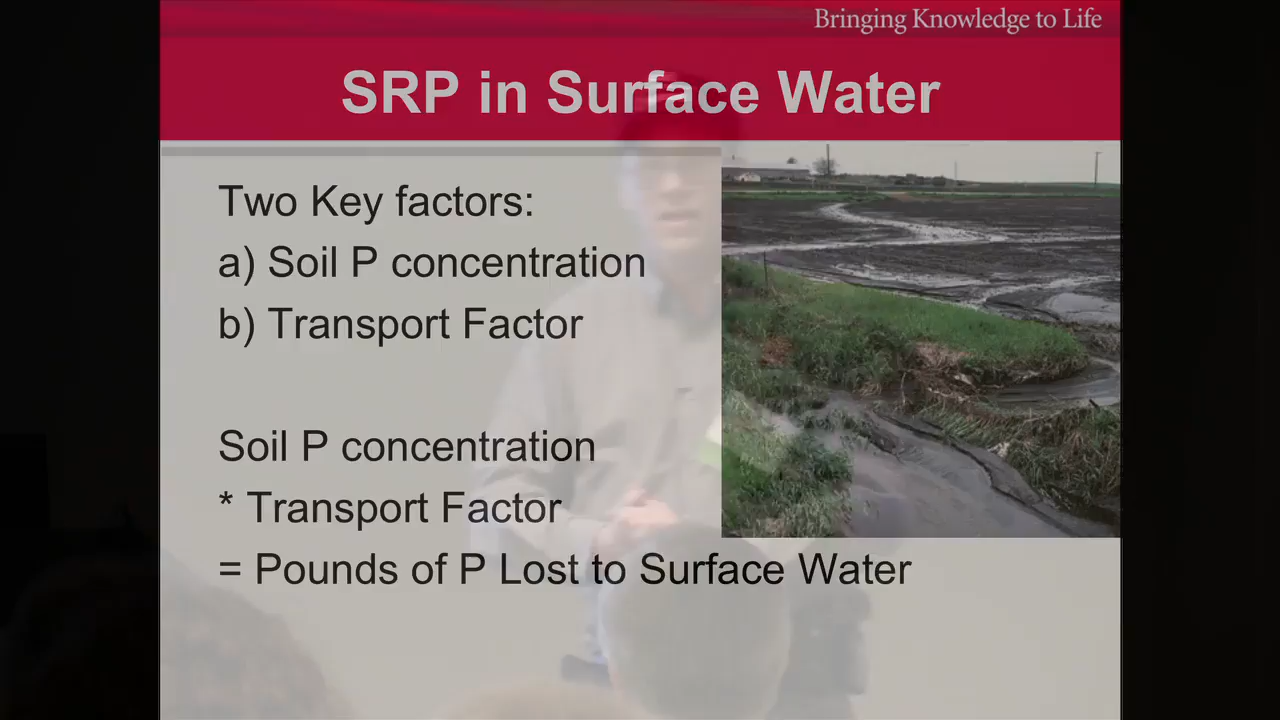 Bringing Knowledge to Life
SRP in Surface Water
Two Key factors:
a) Soil P concentration
b) Transport Factor
Soil P concentration
* Transport Factor
= Pounds of P Lost to Surface Water